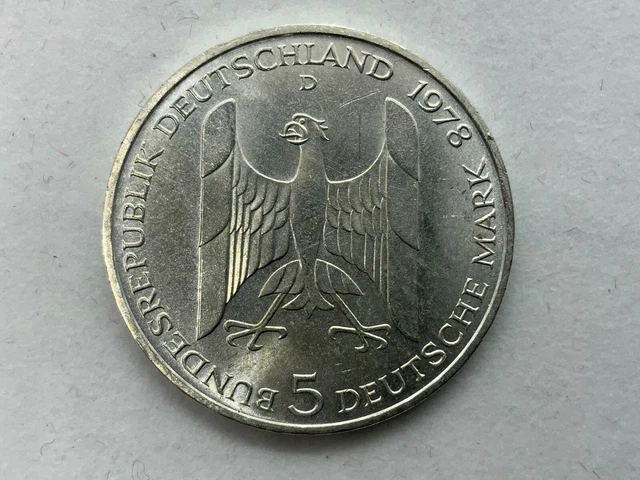 BUNDESREPUBLIK DEUTSCHLAND 1978
D
5 DEUTSCHE MARK